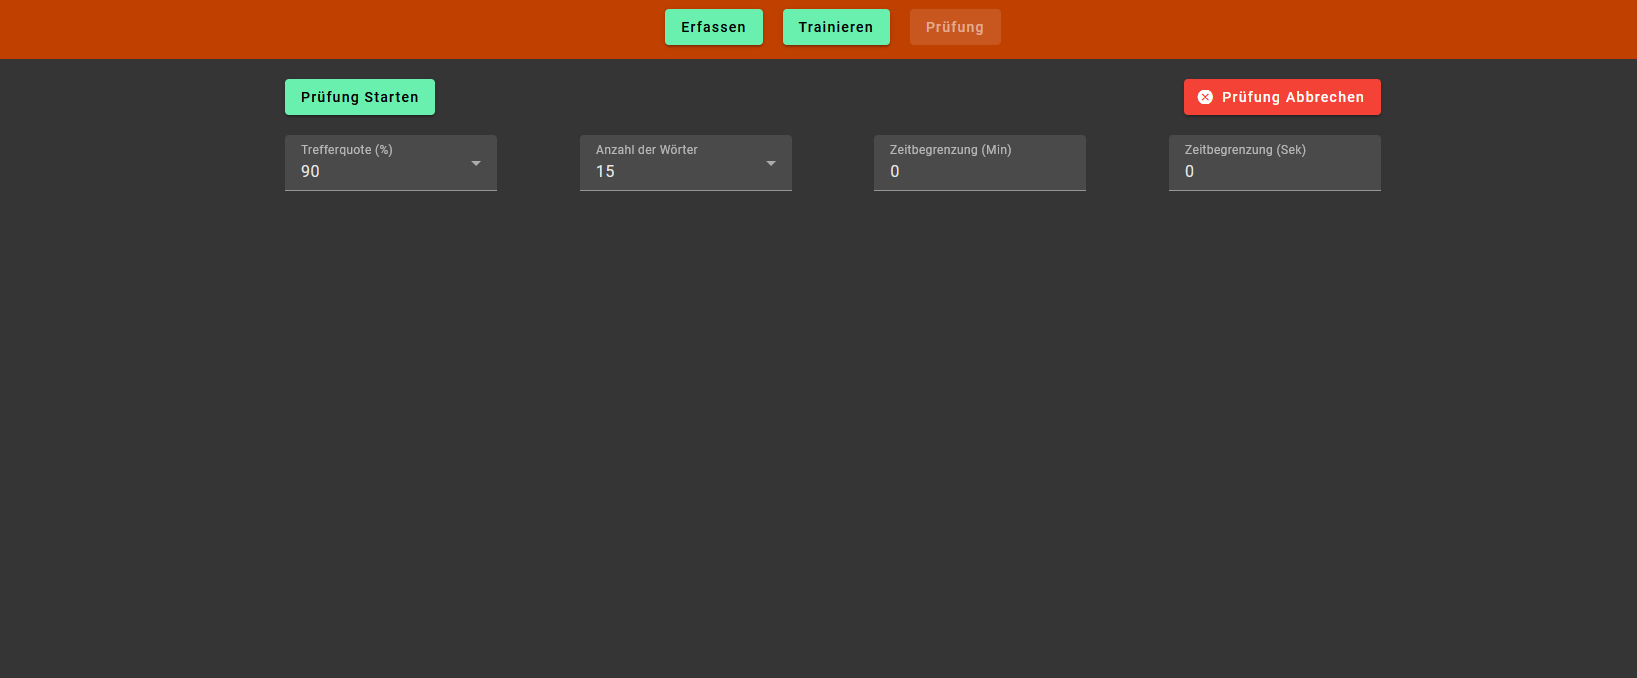 Erfassen Trainieren Prüfung
Prüfung Starten Prüfung Abbrechen
Trefferquote (%) Anzahl der Wörter Zeitbegrenzung (Min) Zeitbegrenzung (Sek)
90 15 0 0